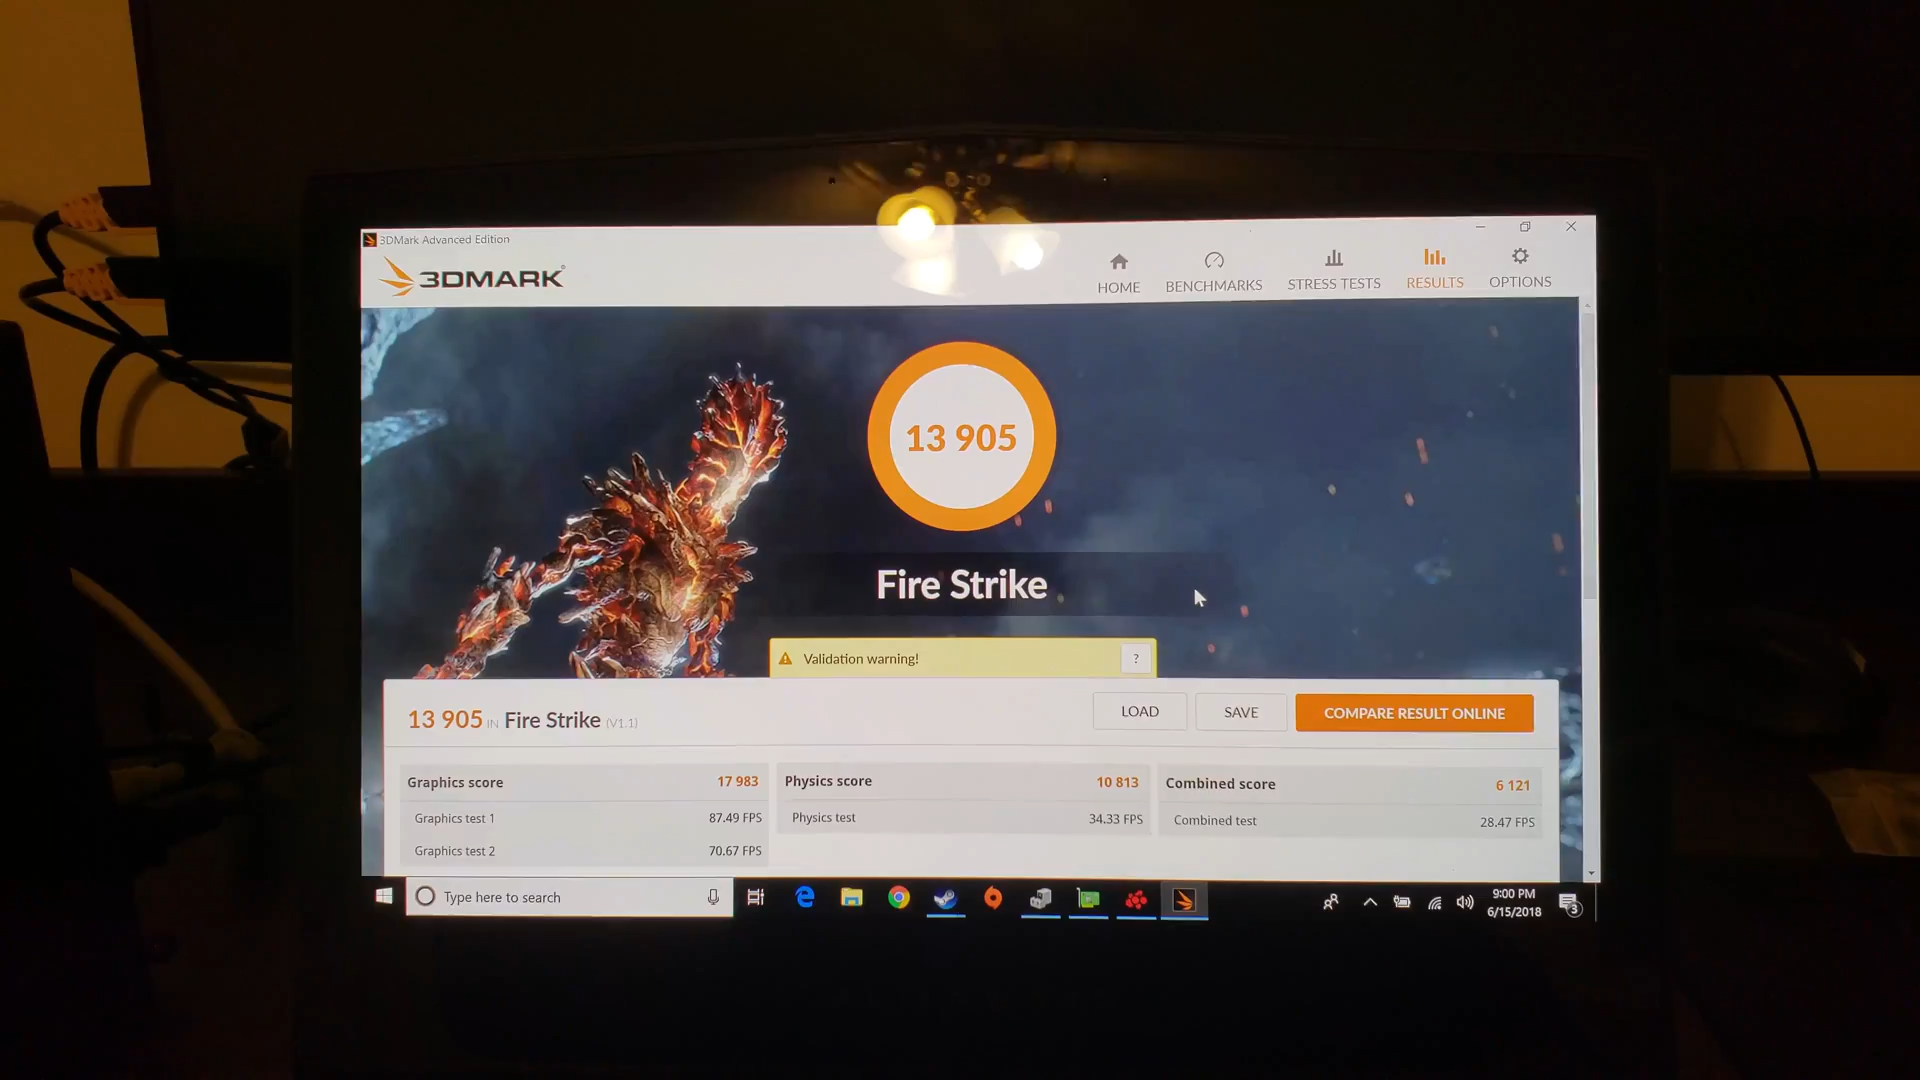 3DMark Advanced Edition
3DMARK
HOME
BENCHMARKS
STRESS TESTS
RESULTS
OPTIONS
13 905
Fire Strike
Validation warning!
?
13 905 IN Fire Strike (V1.1)
LOAD
SAVE
COMPARE RESULT ONLINE
Graphics score 17 983
Graphics test 1 87.49 FPS
Graphics test 2 70.67 FPS
Physics score 10 813
Physics test 34.33 FPS
Combined score 6 121
Combined test 28.47 FPS
Type here to search
9:00 PM
6/15/2018
3